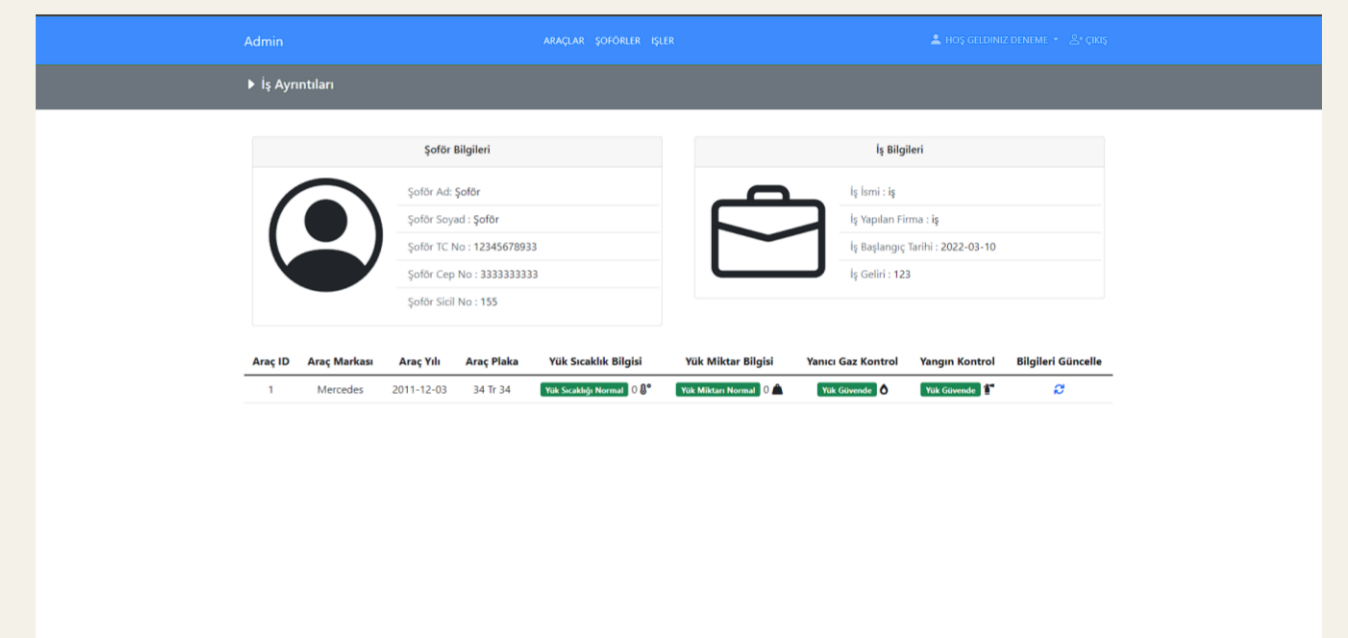 Admin ARAÇLAR ŞOFÖRLER IŞLER HOŞ GELDINIZ DENEME ÇIKIŞ
İş Ayrıntıları
Şoför Bilgileri
Şoför Ad: Şoför
Şoför Soyad : Şoför
Şoför TC No : 12345678933
Şoför Cep No : 3333333333
Şoför Sicil No : 155
İş Bilgileri
İş İsmi : iş
İş Yapılan Firma : iş
İş Başlangıç Tarihi : 2022-03-10
İş Geliri : 123
Araç ID Araç Markası Araç Yılı Araç Plaka Yük Sıcaklık Bilgisi Yük Miktar Bilgisi Yanıcı Gaz Kontrol Yangın Kontrol Bilgileri Güncelle
1 Mercedes 2011-12-03 34 Tr 34 Yük Sıcaklığı Normal 0 Yük Miktarı Normal 0 Yük Güvende Yük Güvende